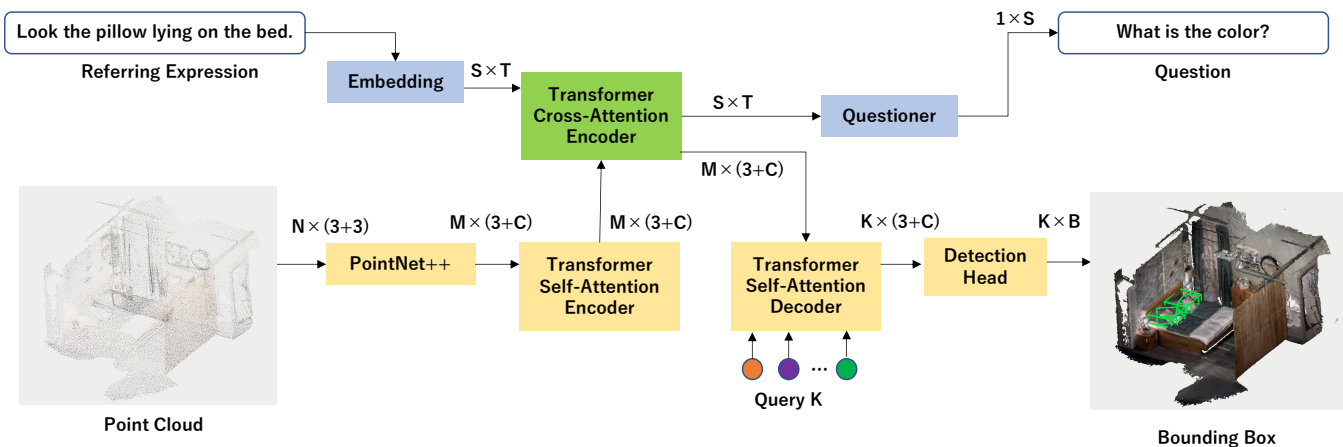 Look the pillow lying on the bed.
Referring Expression
Embedding
S×T
Transformer
Cross-Attention
Encoder
S×T
Questioner
1×S
What is the color?
Question
M×(3+C)
Point Cloud
N×(3+3)
PointNet++
M×(3+C)
Transformer
Self-Attention
Encoder
M×(3+C)
Transformer
Self-Attention
Decoder
Query K
K×(3+C)
Detection
Head
K×B
Bounding Box
...